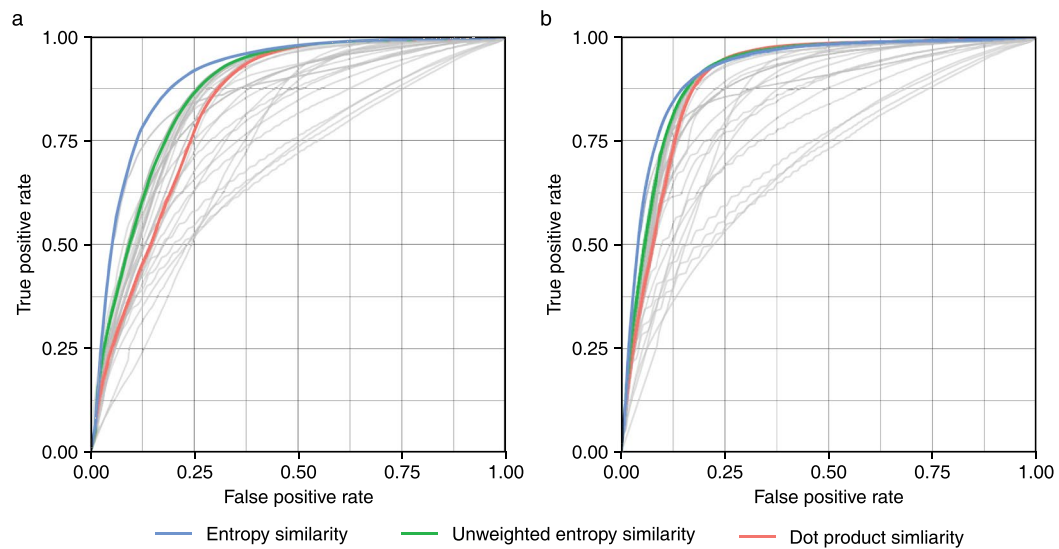 a
b
1.00
0.75
0.50
0.25
0.00
True positive rate
0.00 0.25 0.50 0.75 1.00
False positive rate
1.00
0.75
0.50
0.25
0.00
True positive rate
0.00 0.25 0.50 0.75 1.00
False positive rate
Entropy similarity Unweighted entropy similarity Dot product simliarity